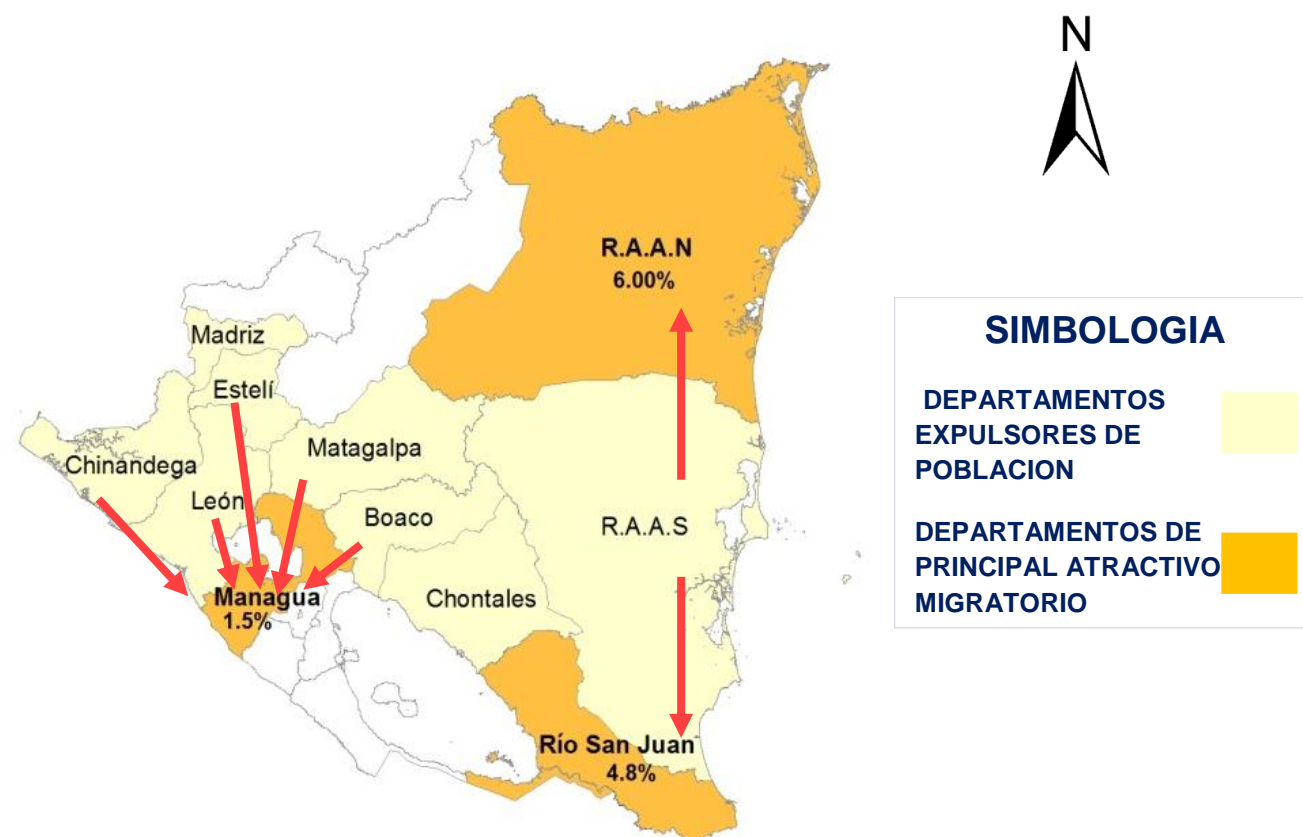 N
R.A.A.N
6.00%
Madriz
Estelí
Matagalpa
Chinandega
León
Boaco
R.A.A.S
Managua
1.5%
Chontales
Río San Juan
4.8%
SIMBOLOGIA
DEPARTAMENTOS
EXPULSORES DE
POBLACION
DEPARTAMENTOS DE
PRINCIPAL ATRACTIVO
MIGRATORIO